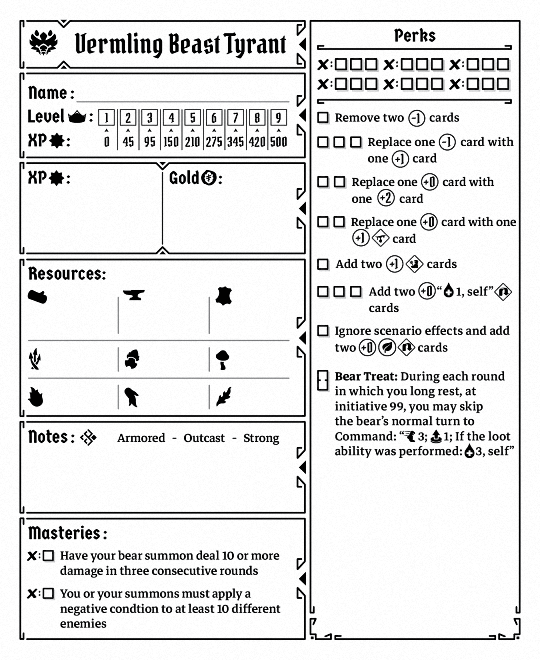 Vermling Beast Tyrant
Name:
Level : 1 2 3 4 5 6 7 8 9
XP : 0 45 95 150 210 275 345 420 500
XP : Gold :
Resources:
Notes: Armored - Outcast - Strong
Masteries:
Have your bear summon deal 10 or more
damage in three consecutive rounds
You or your summons must apply a
negative condtion to at least 10 different
enemies
Perks
Remove two -1 cards
Replace one -1 card with
one +1 card
Replace one +0 card with
one +2 card
Replace one +0 card with one
+1 card
Add two +1 cards
Add two +0 “ 1, self”
cards
Ignore scenario effects and add
two +0 cards
Bear Treat: During each round
in which you long rest, at
initiative 99, you may skip
the bear’s normal turn to
Command: “ 3; 1; If the loot
ability was performed: 3, self”